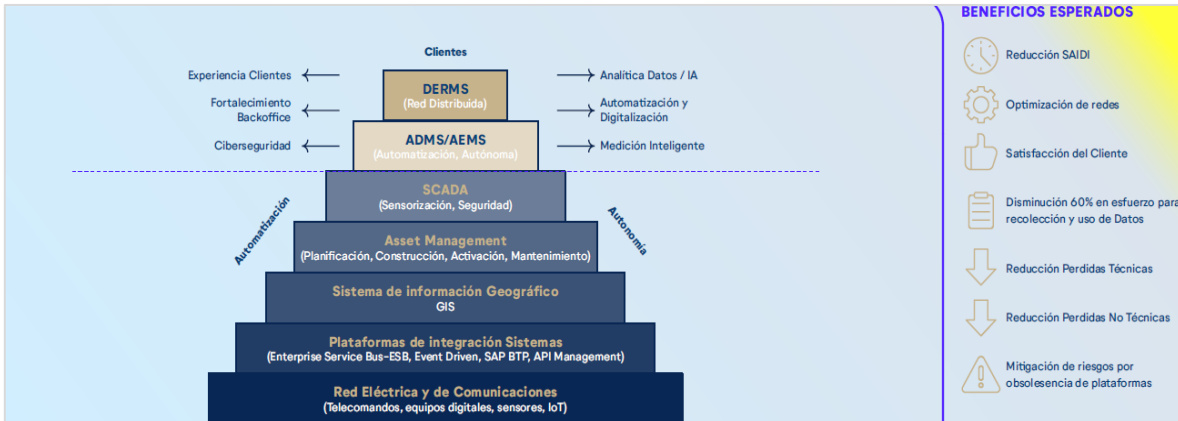 Clientes
Experiencia Clientes
Fortalecimiento
Backoffice
Ciberseguridad
DERMS
(Red Distribuida)
ADMS/AEMS
(Automatización, Autónoma)
Analítica Datos / IA
Automatización y
Digitalización
Medición Inteligente
Automatización
Autonomía
SCADA
(Sensorización, Seguridad)
Asset Management
(Planificación, Construcción, Activación, Mantenimiento)
Sistema de información Geográfico
GIS
Plataformas de integración Sistemas
(Enterprise Service Bus-ESB, Event Driven, SAP BTP, API Management)
Red Eléctrica y de Comunicaciones
(Telecomandos, equipos digitales, sensores, IoT)
BENEFICIOS ESPERADOS
Reducción SAIDI
Optimización de redes
Satisfacción del Cliente
Disminución 60% en esfuerzo para
recolección y uso de Datos
Reducción Perdidas Técnicas
Reducción Perdidas No Técnicas
Mitigación de riesgos por
obsolesencia de plataformas